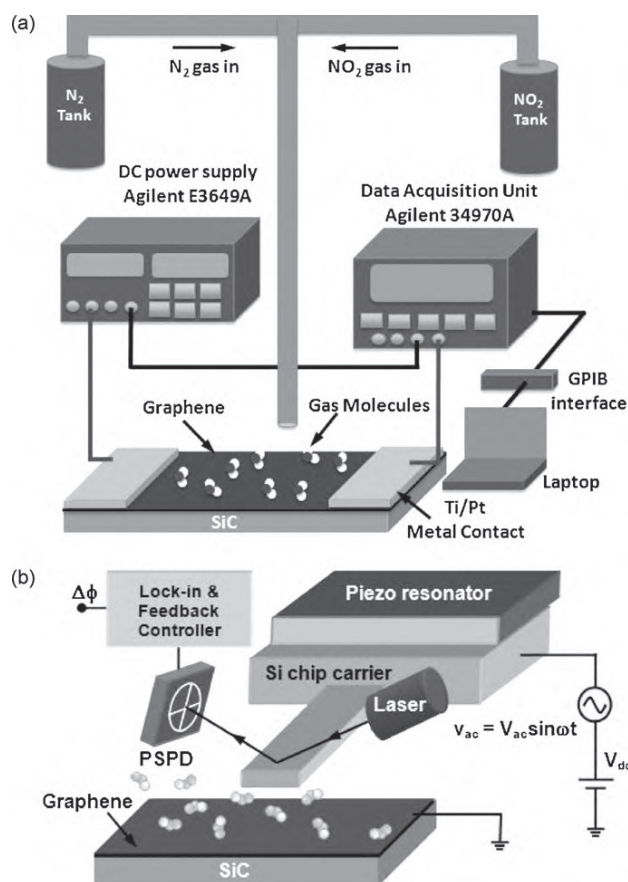 (a)
N2 gas in
NO2 gas in
N2
Tank
NO2
Tank
DC power supply
Agilent E3649A
Data Acquisition Unit
Agilent 34970A
GPIB
interface
Graphene
Gas Molecules
Laptop
Ti/Pt
Metal Contact
SiC
(b)
Δϕ
Lock-in &
Feedback
Controller
Piezo resonator
Si chip carrier
Laser
vac = Vacsinωt
Vdc
PSPD
Graphene
SiC